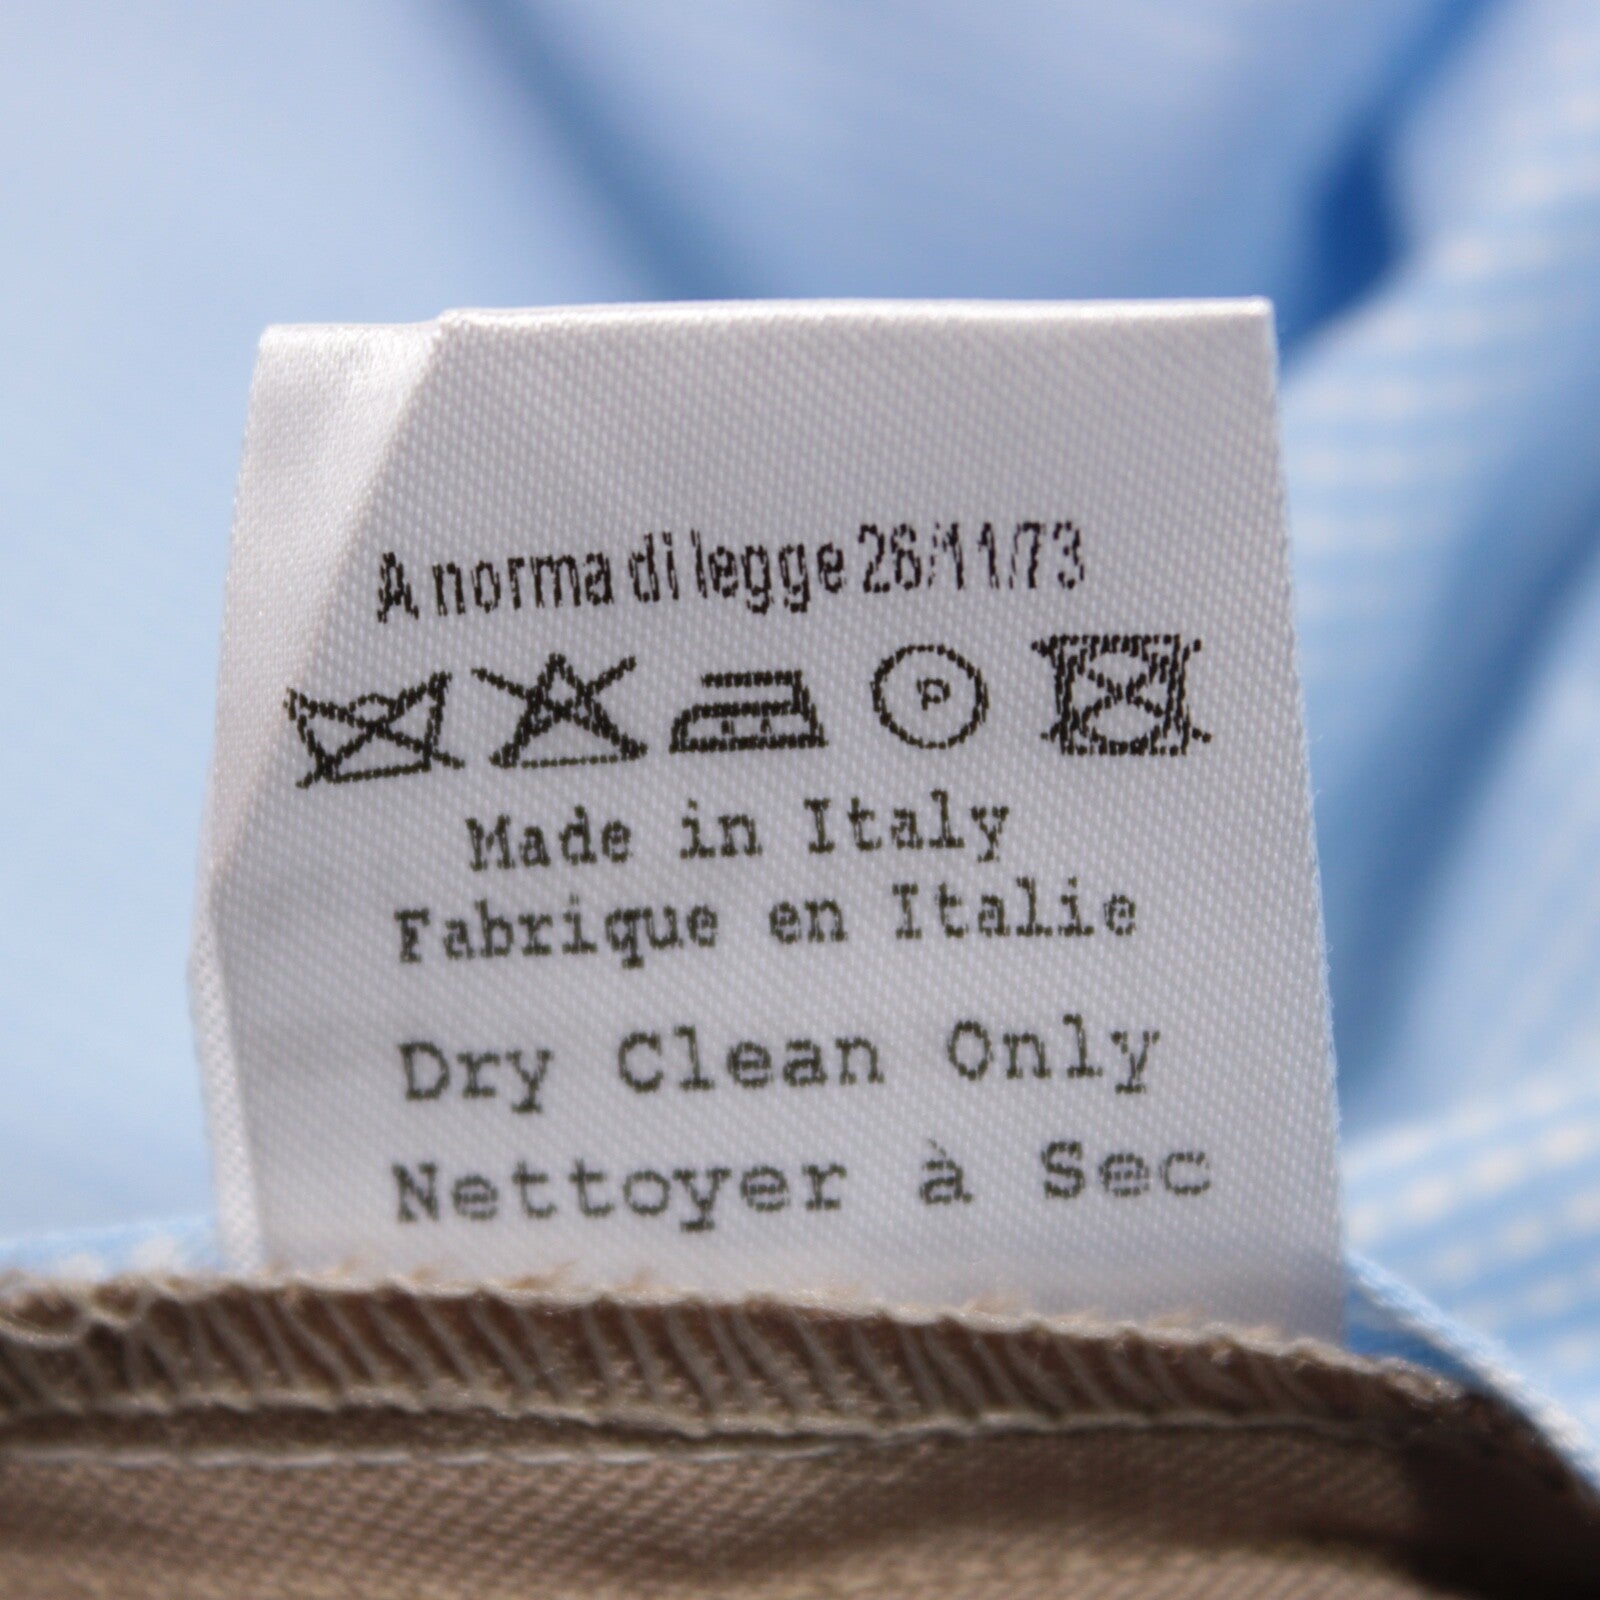 A norma di legge 26/11/73
P
Made in Italy
Fabrique en Italie
Dry Clean Only
Nettoyer à Sec